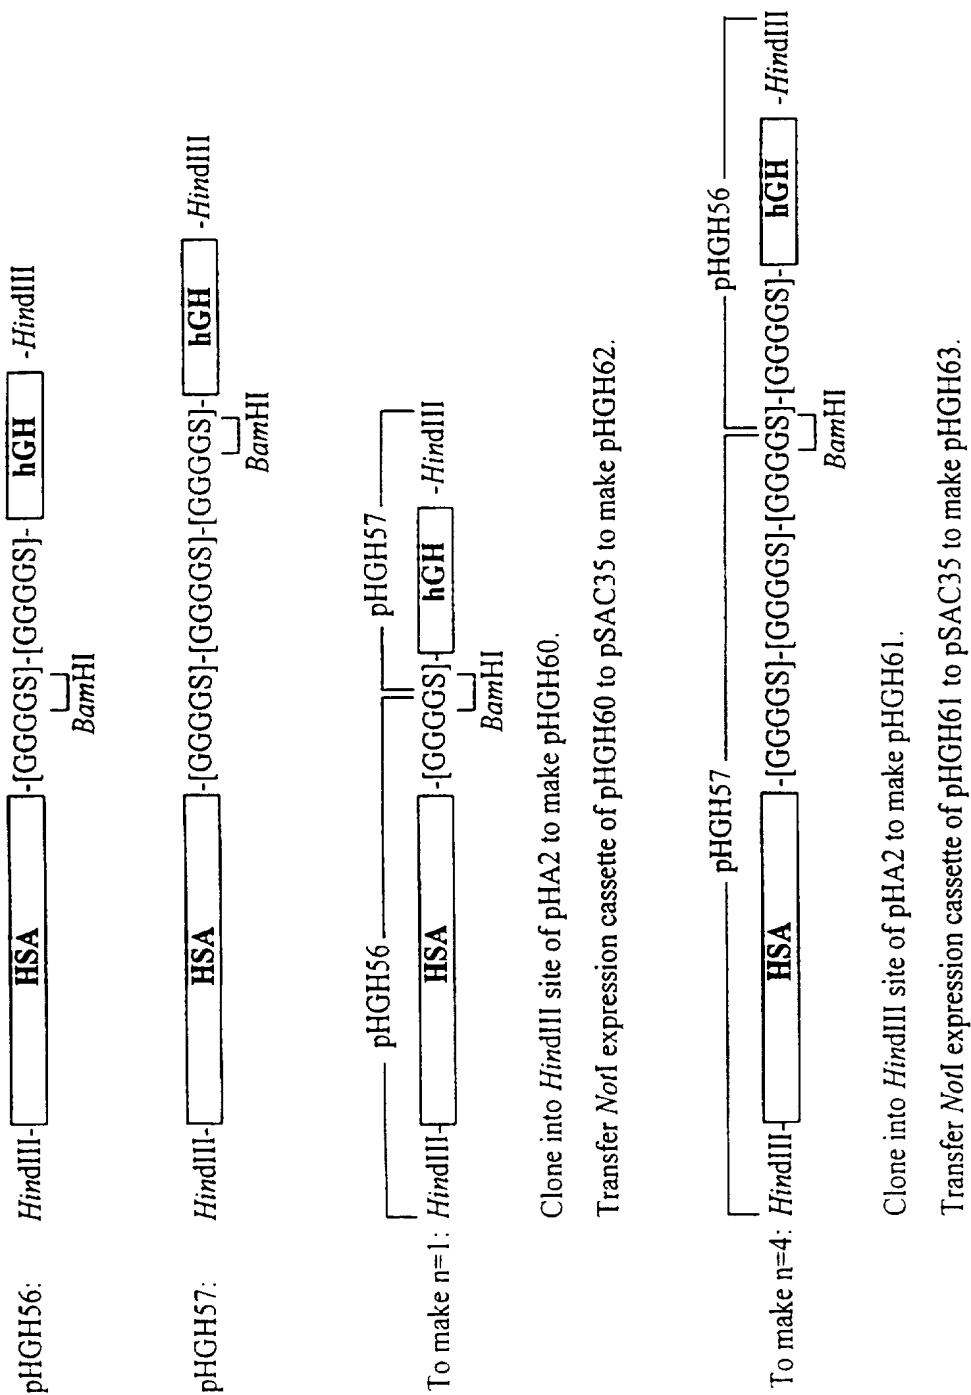 pHGH56: HindIII- HSA -[GGGGS]-[GGGGS]- hGH -HindIII
BamHI
pHGH57: HindIII- HSA -[GGGGS]-[GGGGS]-[GGGGS]- hGH -HindIII
BamHI
pHGH56 pHGH57
To make n=1: HindIII- HSA -[GGGGS]- hGH -HindIII
BamHI
Clone into HindIII site of pHA2 to make pHGH60.
Transfer NotI expression cassette of pHGH60 to pSAC35 to make pHGH62.
pHGH57 pHGH56
To make n=4: HindIII- HSA -[GGGGS]-[GGGGS]-[GGGGS]-[GGGGS]- hGH -HindIII
BamHI
Clone into HindIII site of pHA2 to make pHGH61.
Transfer NotI expression cassette of pHGH61 to pSAC35 to make pHGH63.